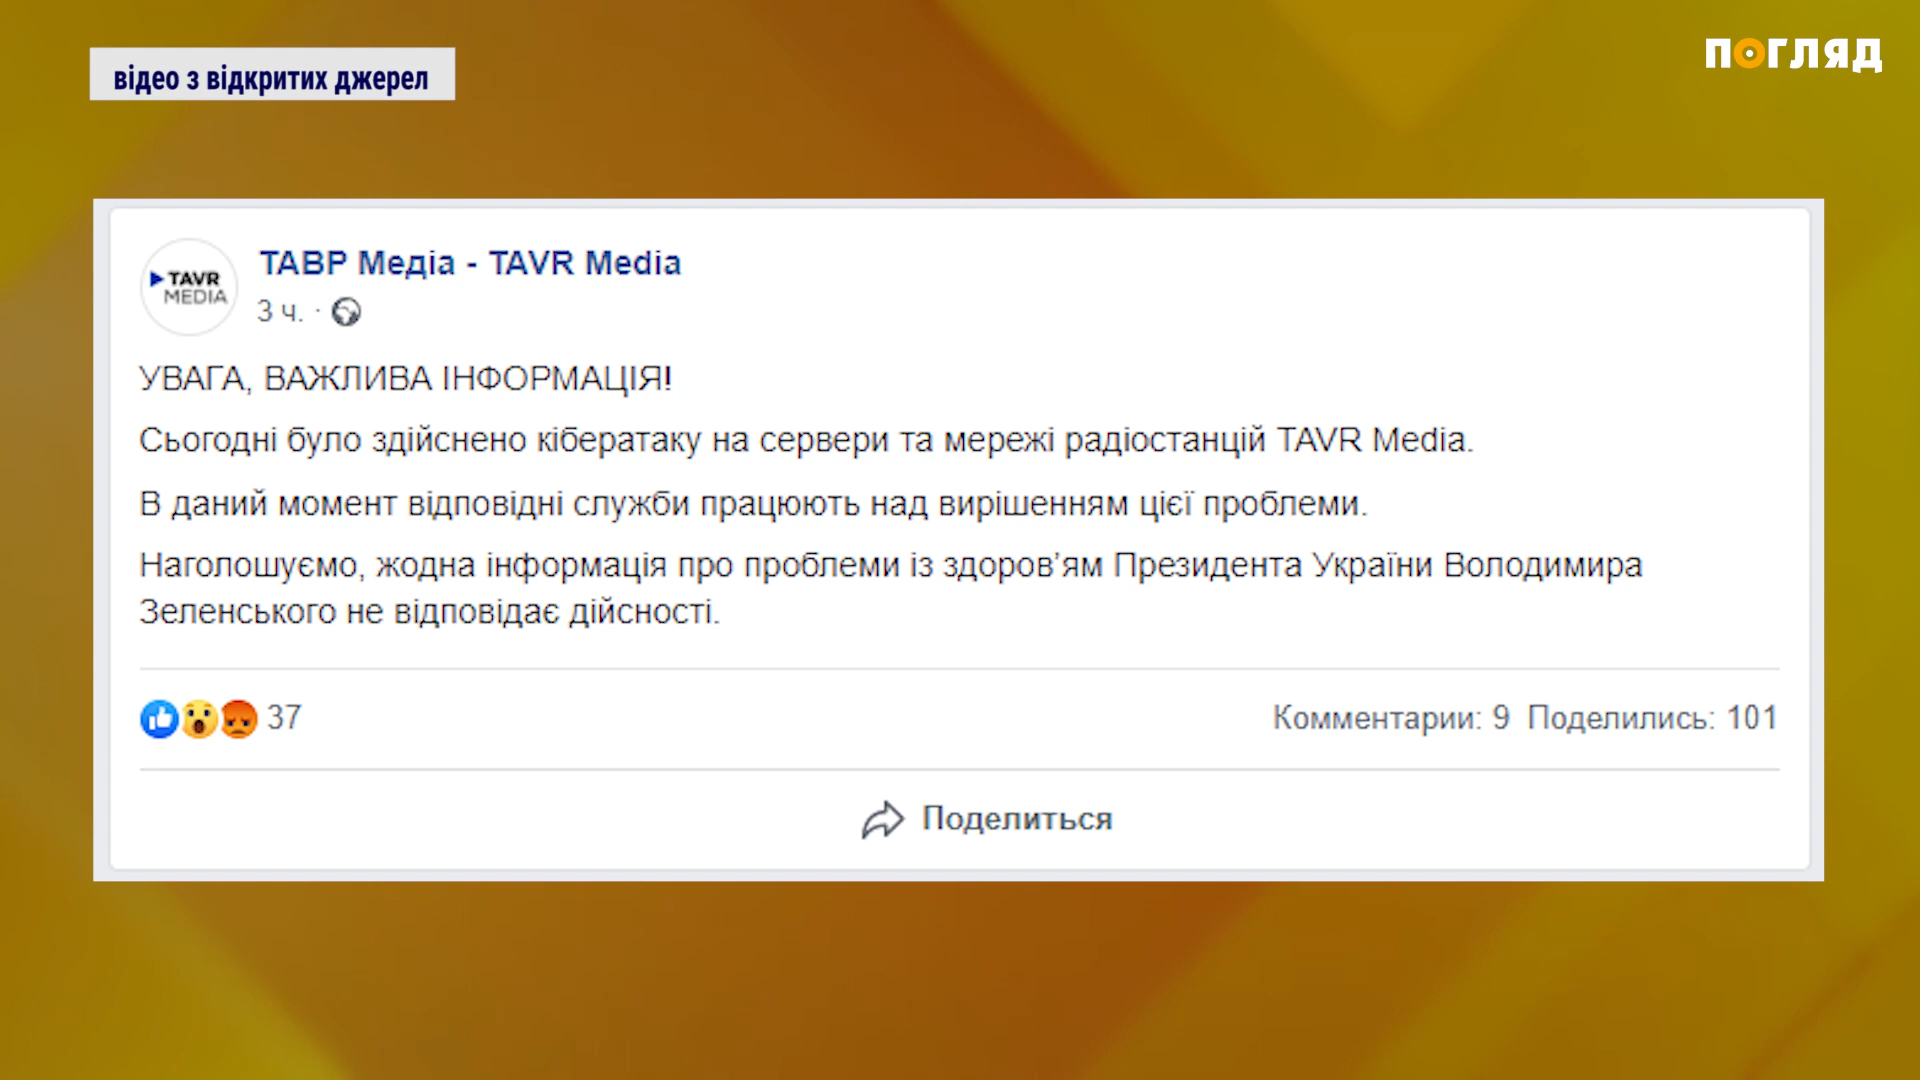 відео з відкритих джерел
ПОГЛЯД
ТАВР Медіа - TAVR Media
TAVR
MEDIA
3 ч. ·
УВАГА, ВАЖЛИВА ІНФОРМАЦІЯ!
Сьогодні було здійснено кібератаку на сервери та мережі радіостанцій TAVR Media.
В даний момент відповідні служби працюють над вирішенням цієї проблеми.
Наголошуємо, жодна інформація про проблеми із здоров’ям Президента України Володимира
Зеленського не відповідає дійсності.
37
Комментарии: 9 Поделились: 101
Поделиться